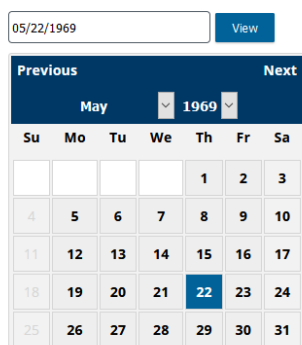 05/22/1969 View
Previous Next
May 1969
Su Mo Tu We Th Fr Sa
1 2 3
4 5 6 7 8 9 10
11 12 13 14 15 16 17
18 19 20 21 22 23 24
25 26 27 28 29 30 31